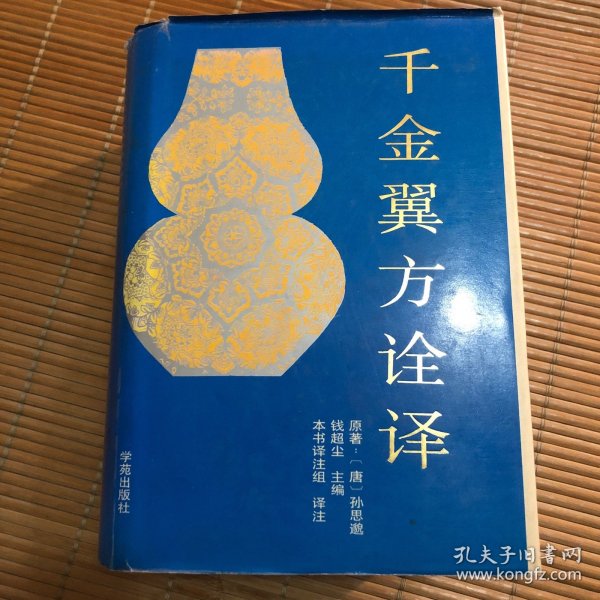 千金翼方诠译
原著：〔唐〕孙思邈
钱超尘 主编
本书译注组 译注
学苑出版社
孔夫子旧书网
www.kongfz.com